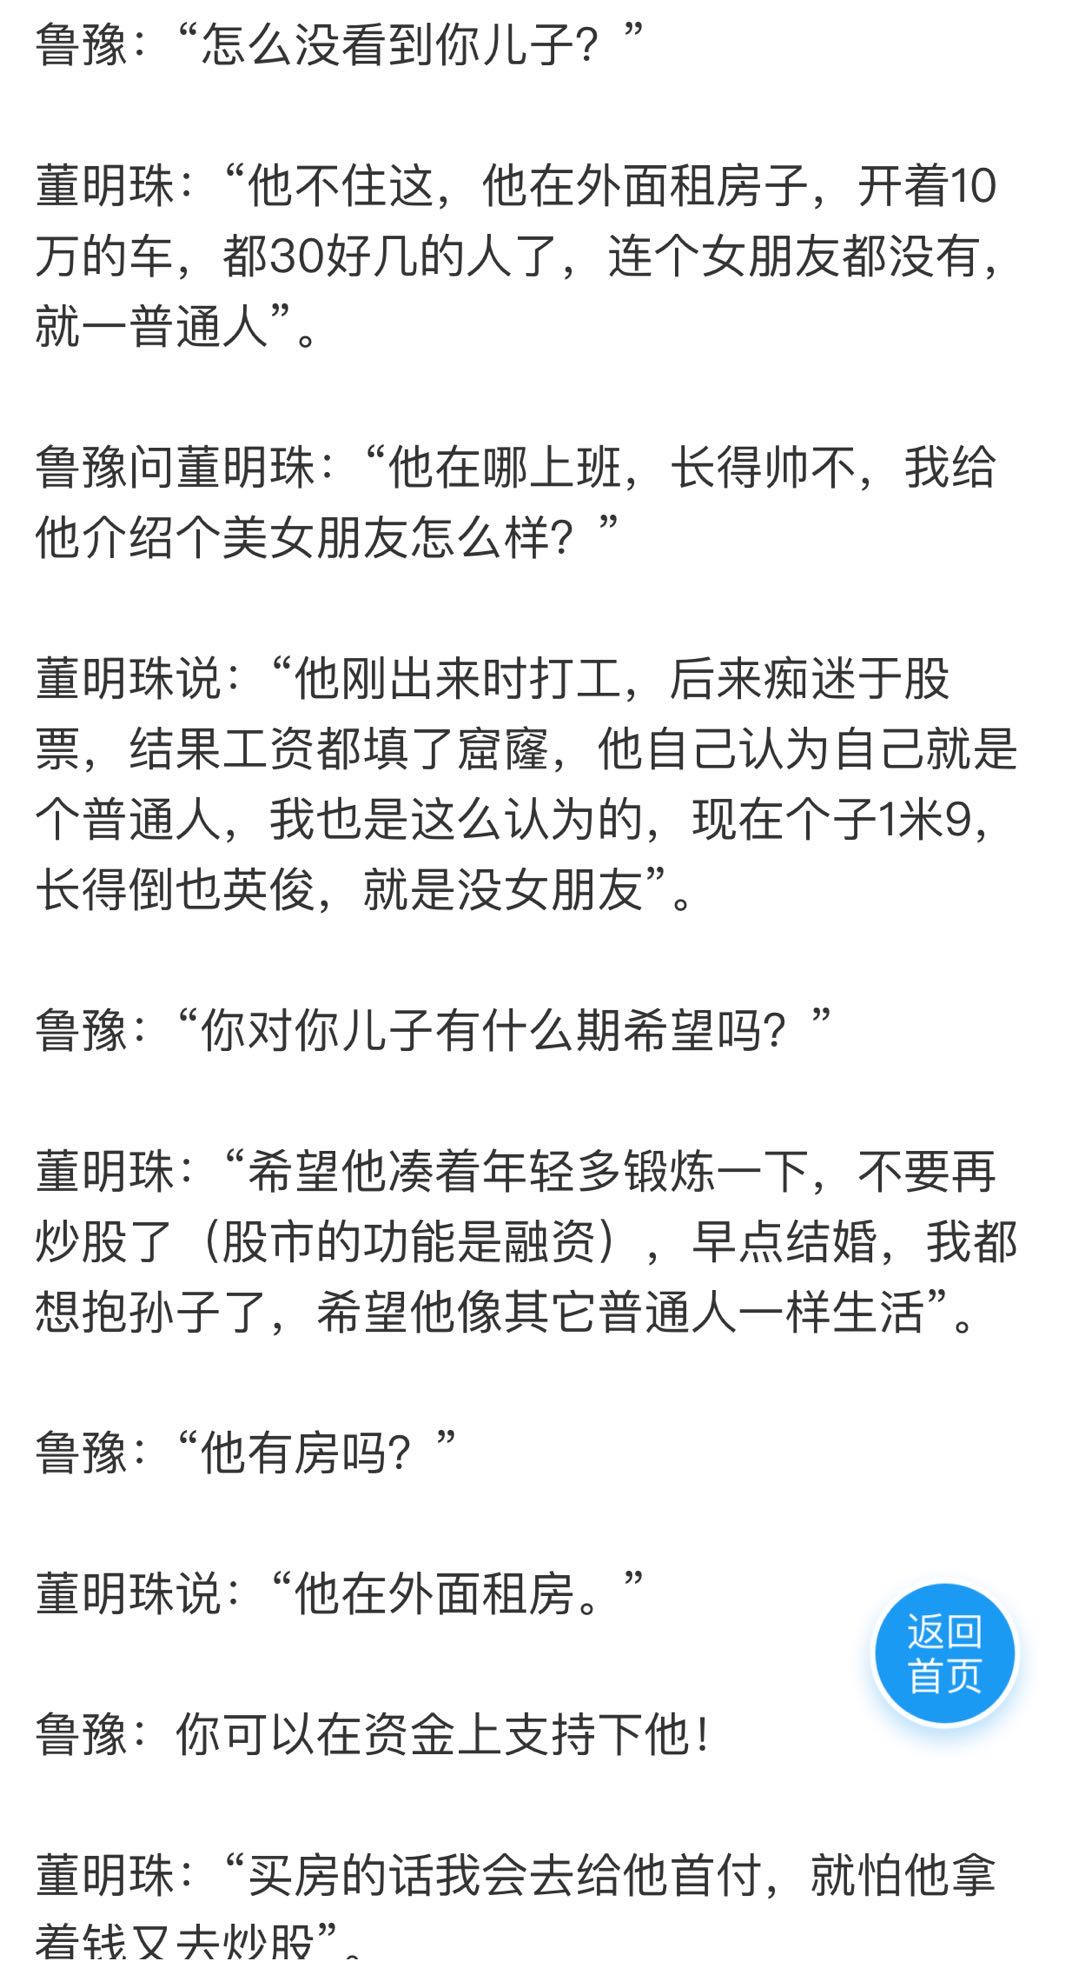 鲁豫：“怎么没看到你儿子？”
董明珠：“他不住这，他在外面租房子，开着10
万的车，都30好几的人了，连个女朋友都没有，
就一普通人”。
鲁豫问董明珠：“他在哪上班，长得帅不，我给
他介绍个美女朋友怎么样？”
董明珠说：“他刚出来时打工，后来痴迷于股
票，结果工资都填了窟窿，他自己认为自己就是
个普通人，我也是这么认为的，现在个子1米9，
长得倒也英俊，就是没女朋友”。
鲁豫：“你对你儿子有什么期希望吗？”
董明珠：“希望他凑着年轻多锻炼一下，不要再
炒股了（股市的功能是融资），早点结婚，我都
想抱孙子了，希望他像其它普通人一样生活”。
鲁豫：“他有房吗？”
董明珠说：“他在外面租房。”
返回
首页
鲁豫：你可以在资金上支持下他！
董明珠：“买房的话我会去给他首付，就怕他拿
着钱又去炒股”。